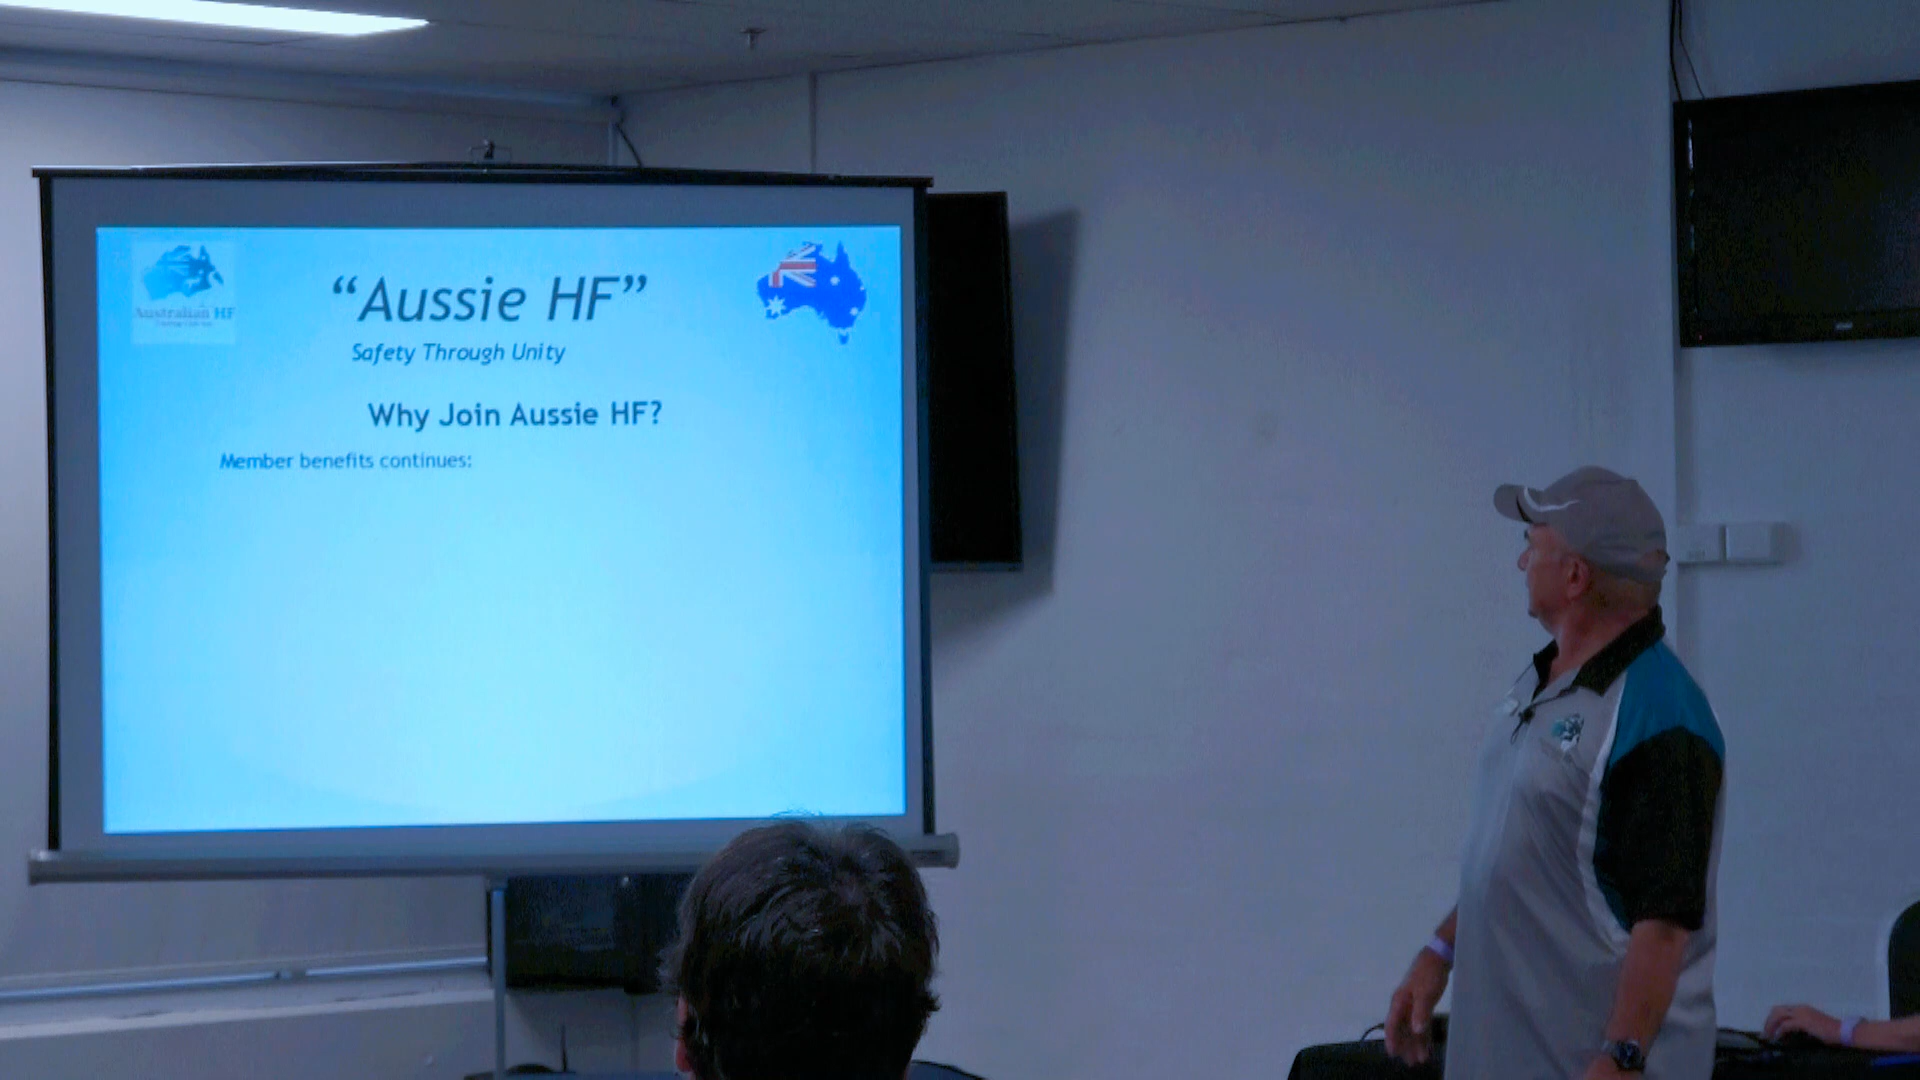 Australian HF
"Aussie HF"
Safety Through Unity
Why Join Aussie HF?
Member benefits continues: